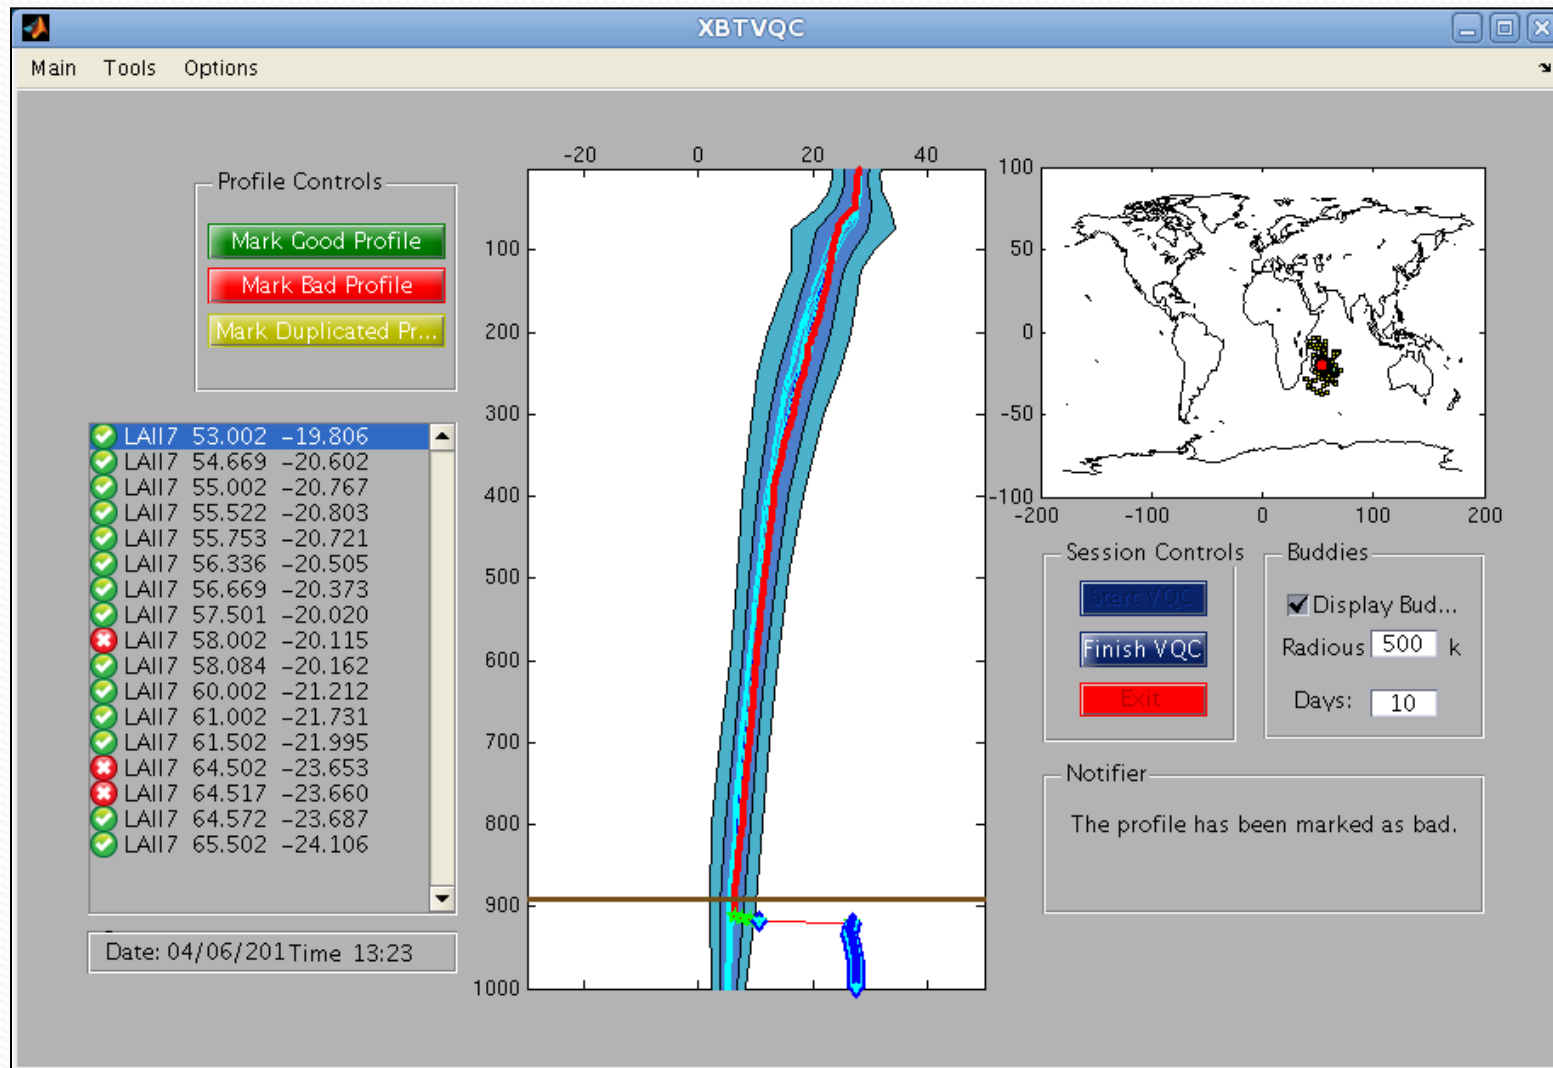 XBTVQC
Main Tools Options
Profile Controls
Mark Good Profile
Mark Bad Profile
Mark Duplicated Pr...
LAII7 53.002 -19.806
LAII7 54.669 -20.602
LAII7 55.002 -20.767
LAII7 55.522 -20.803
LAII7 55.753 -20.721
LAII7 56.336 -20.505
LAII7 56.669 -20.373
LAII7 57.501 -20.020
LAII7 58.002 -20.115
LAII7 58.084 -20.162
LAII7 60.002 -21.212
LAII7 61.002 -21.731
LAII7 61.502 -21.995
LAII7 64.502 -23.653
LAII7 64.517 -23.660
LAII7 64.572 -23.687
LAII7 65.502 -24.106
Date: 04/06/201 Time 13:23
-20 0 20 40
100
200
300
400
500
600
700
800
900
1000
100
50
0
-50
-100
-200 -100 0 100 200
Session Controls
Start VQC
Finish VQC
Exit
Buddies
Display Bud...
Radious 500 k
Days: 10
Notifier
The profile has been marked as bad.